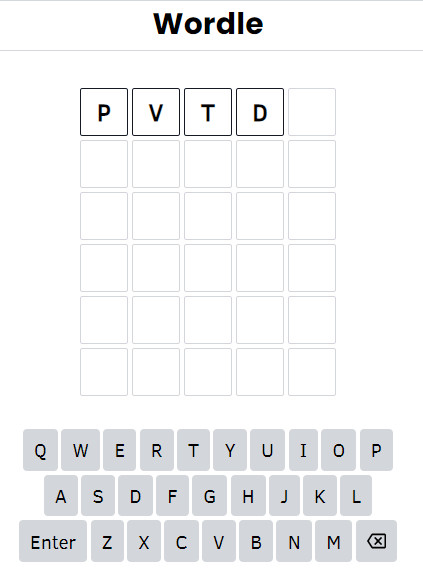 Wordle
P V T D
Q W E R T Y U I O P
A S D F G H J K L
Enter Z X C V B N M